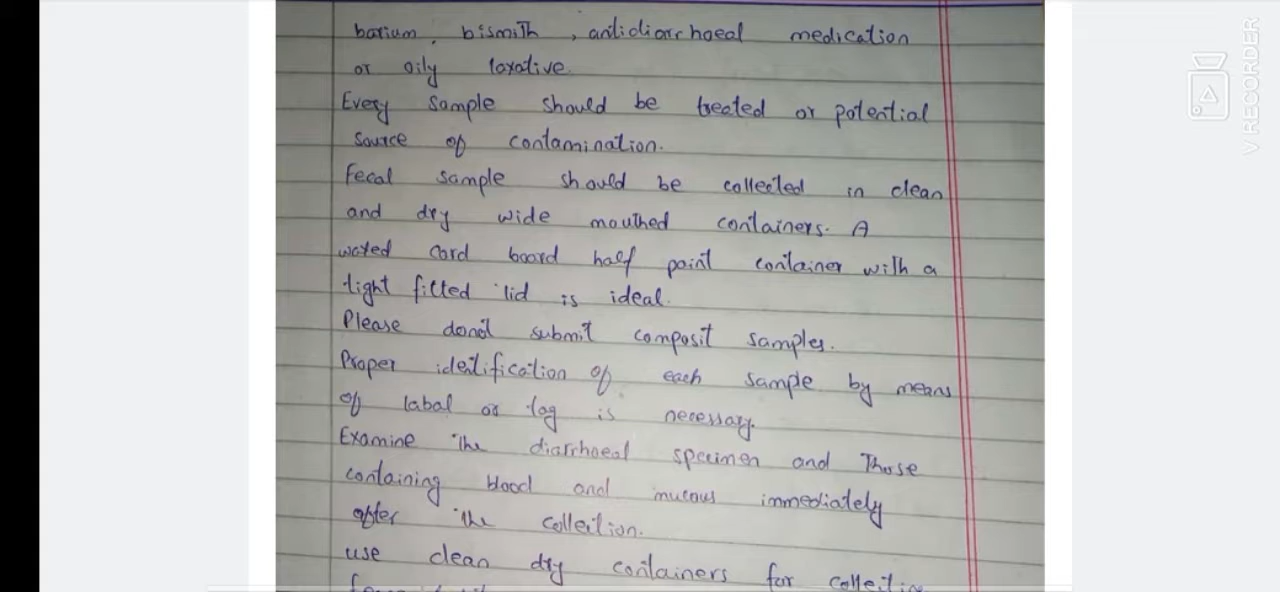 barium, bismith, antidiarrhoeal medication
or oily laxative.
Every sample should be treated or potential
source of contamination.
Fecal sample should be collected in clean
and dry wide mouthed containers. A
waxed card board half paint container with a
tight fitted lid is ideal.
Please dond submit composit samples.
Proper idetification of each sample by means
of labal or tag is necessary.
Examine the diarrhoeal specimen and Those
containing blood and mucous immediately
after the collection.
use clean dry containers for collectin
V RECORDER